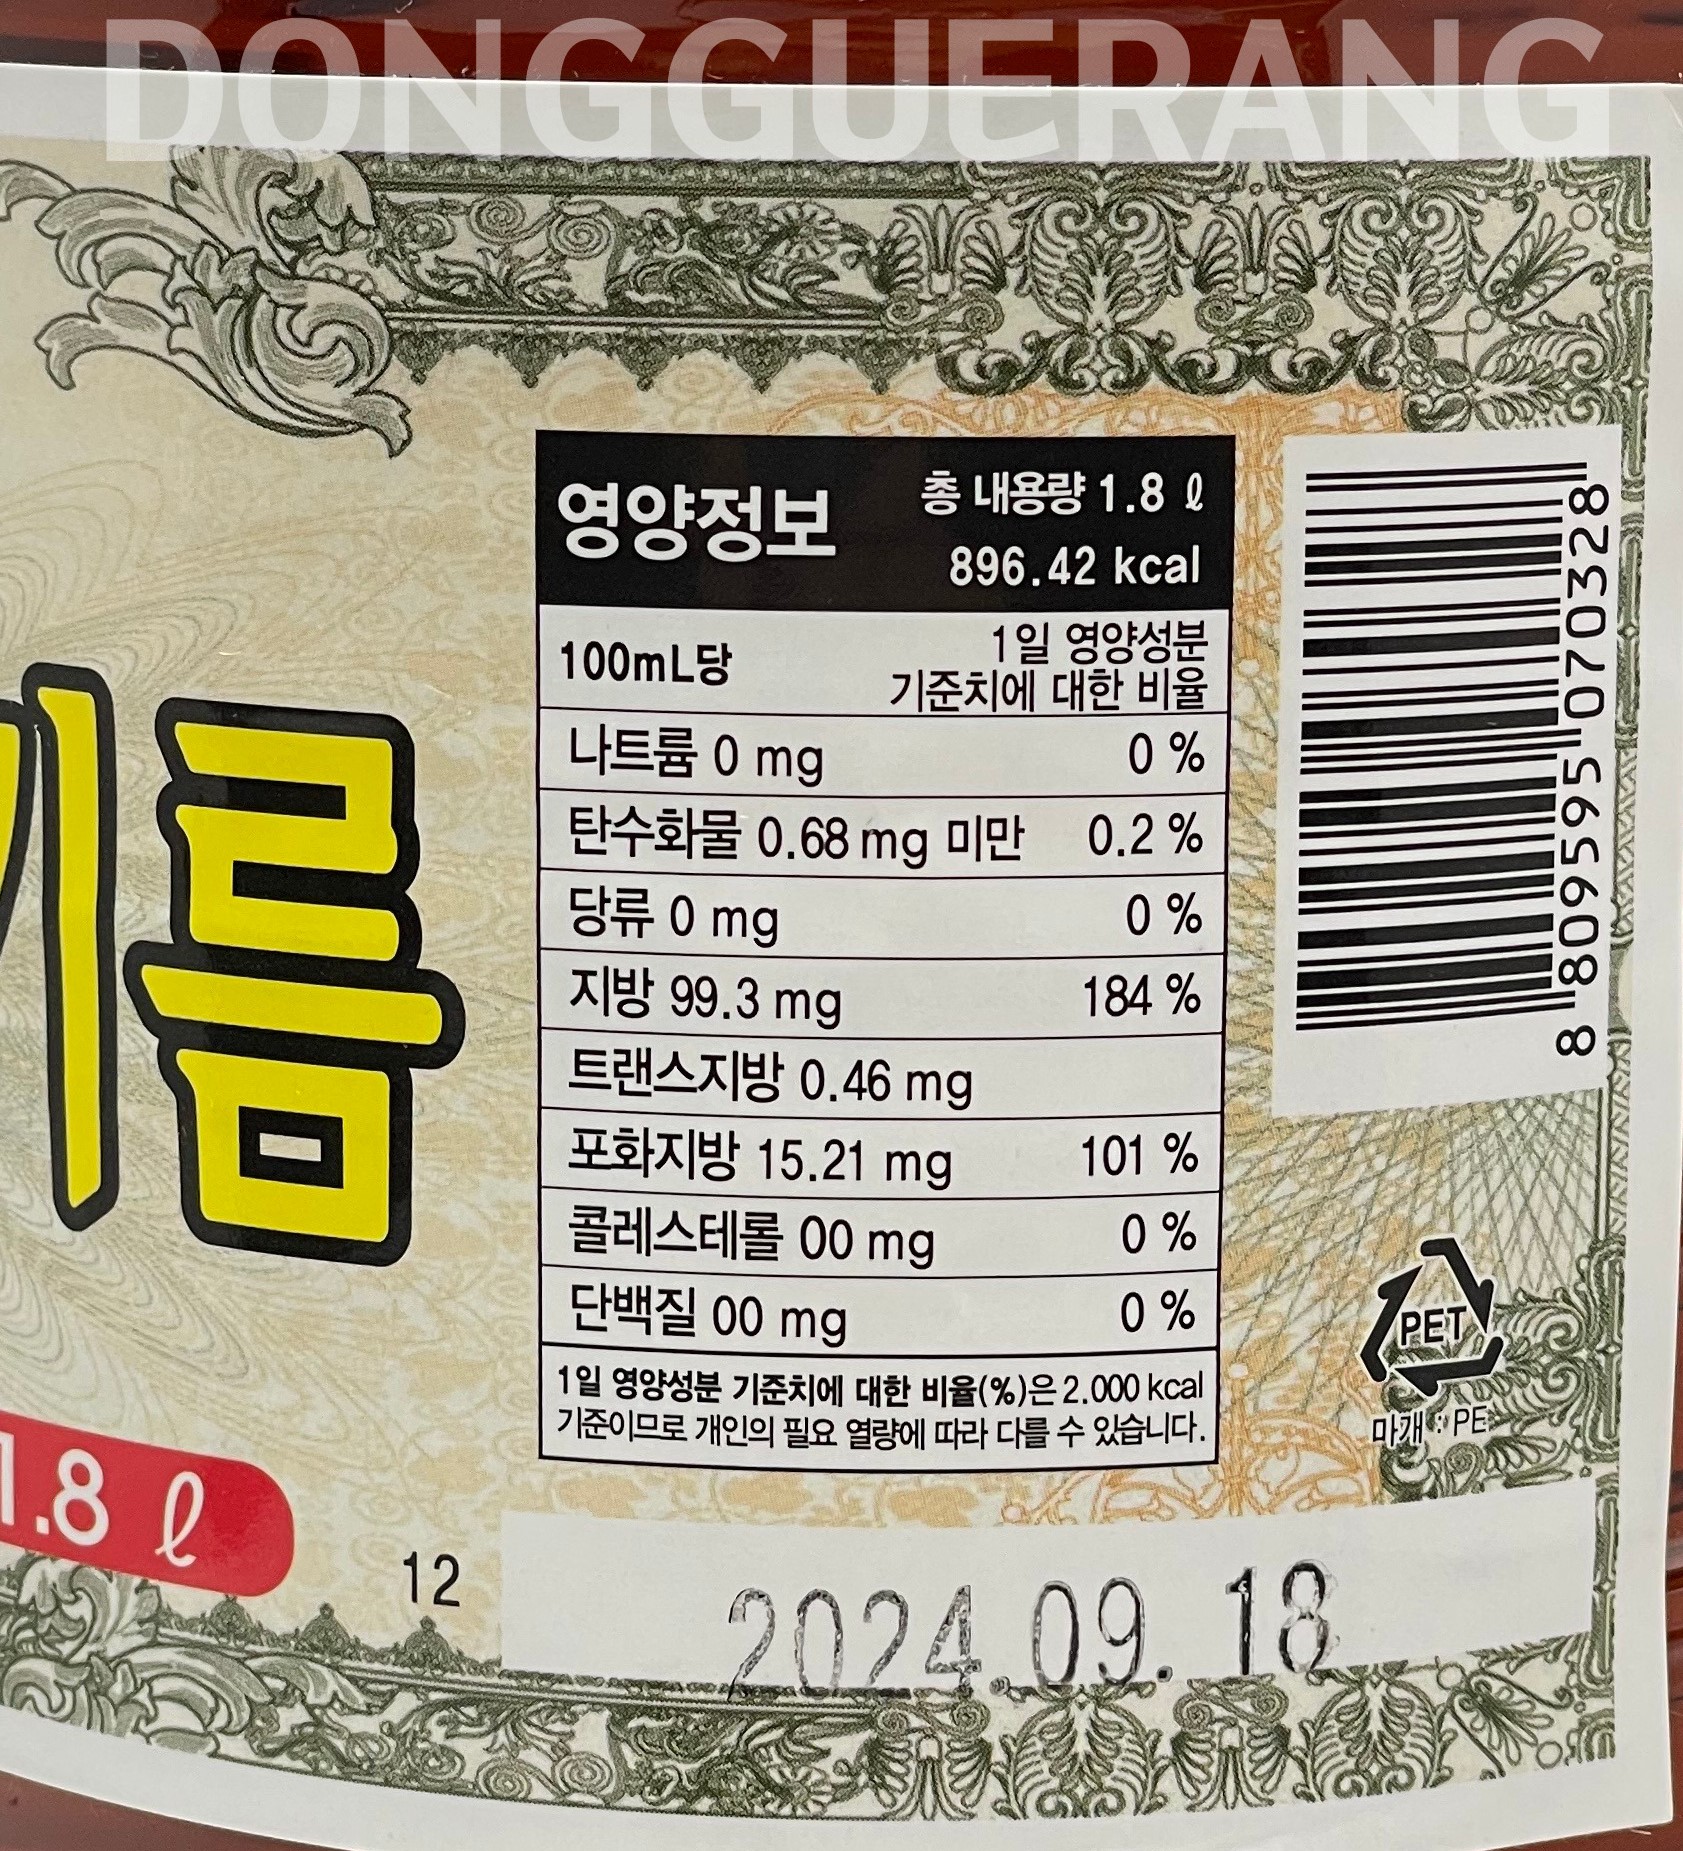 DONGGUERANG
기름
1.8 ℓ
12
영양정보
총 내용량 1.8 ℓ
896.42 kcal
100mL당
1일 영양성분
기준치에 대한 비율
나트륨 0 mg 0 %
탄수화물 0.68 mg 미만 0.2 %
당류 0 mg 0 %
지방 99.3 mg 184 %
트랜스지방 0.46 mg
포화지방 15.21 mg 101 %
콜레스테롤 00 mg 0 %
단백질 00 mg 0 %
1일 영양성분 기준치에 대한 비율(%)은 2.000 kcal
기준이므로 개인의 필요 열량에 따라 다를 수 있습니다.
8 809595 070328
PET
마개 : PE
2024.09.18